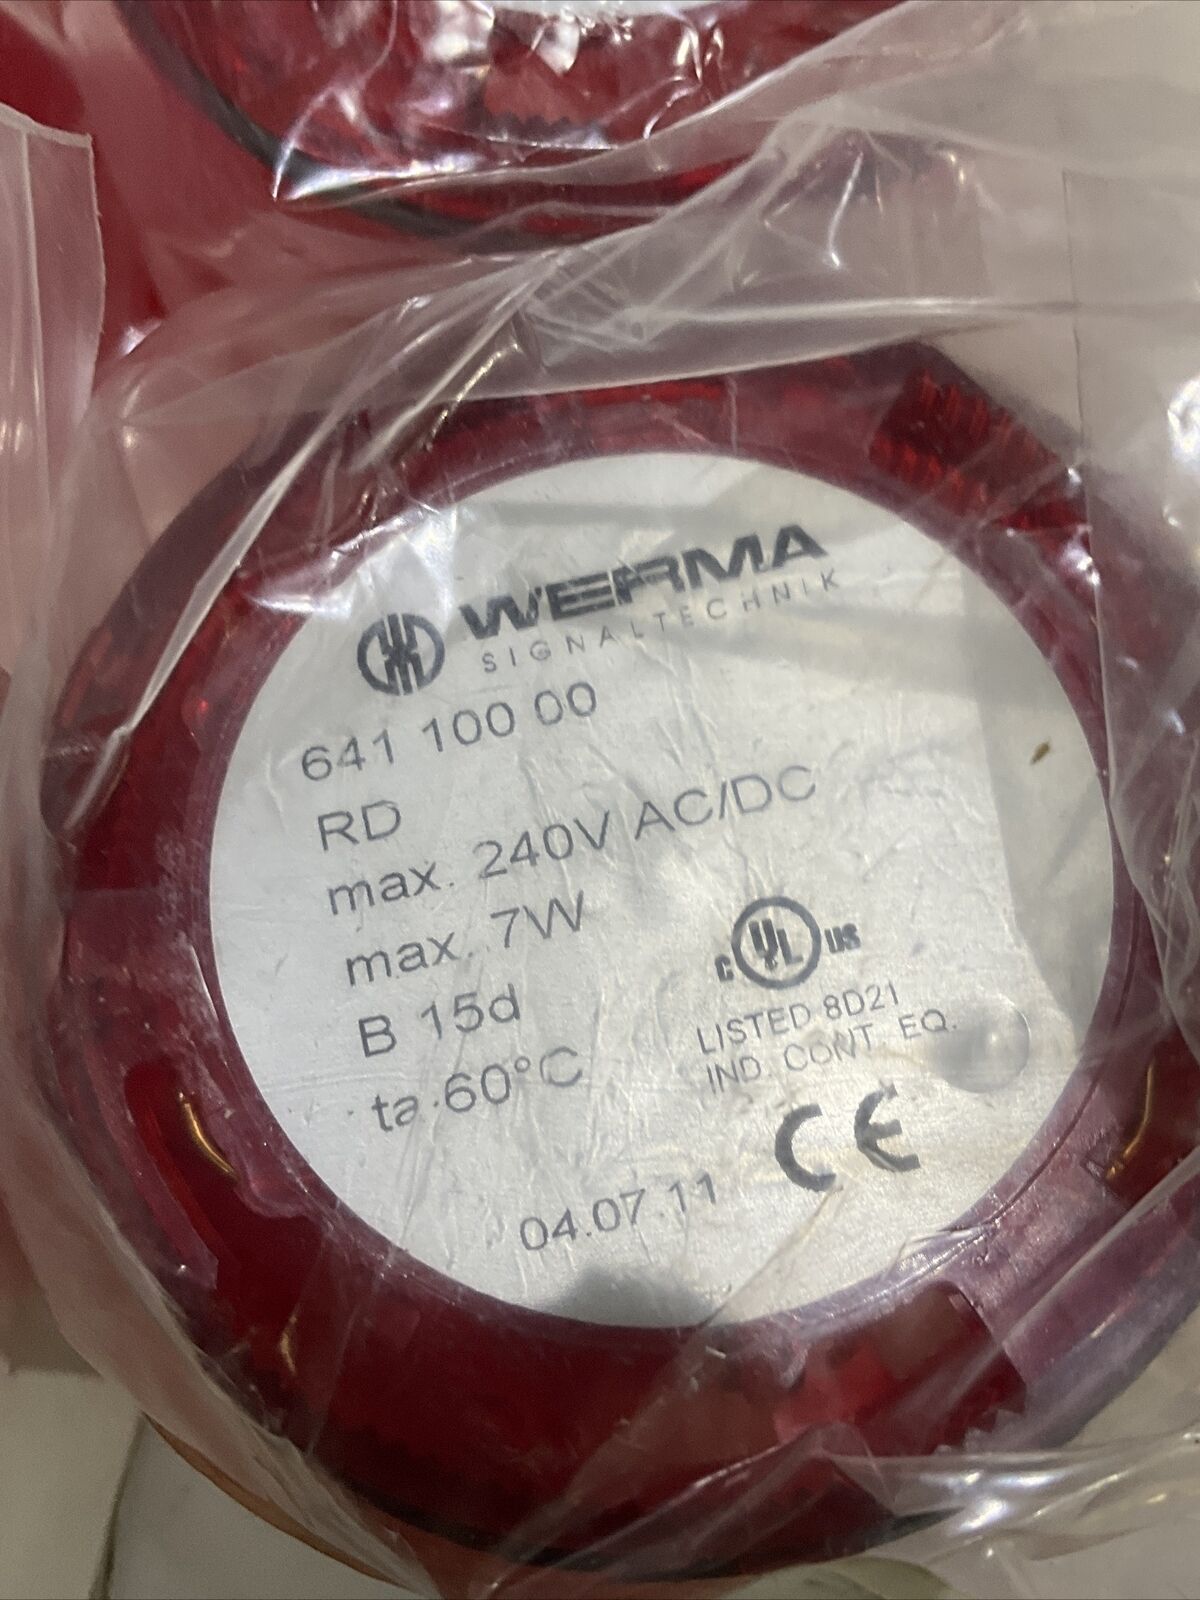 WERMA
SIGNALTECHNIK
641 100 00
RD
max. 240V AC/DC
max. 7W
B 15d
ta 60°C
C UL US
LISTED 8D21
IND. CONT. EQ.
CE
04.07.11